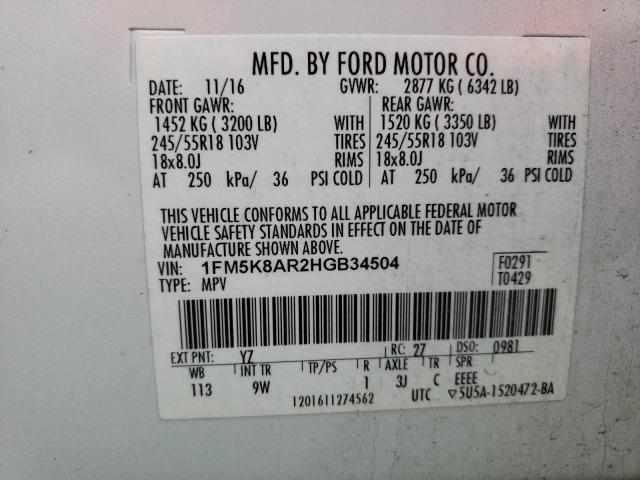 MFD. BY FORD MOTOR CO.
DATE: 11/16 GVWR: 2877 KG ( 6342 LB)
FRONT GAWR: REAR GAWR:
1452 KG ( 3200 LB) WITH 1520 KG ( 3350 LB) WITH
245/55R18 103V TIRES 245/55R18 103V TIRES
18x8.0J RIMS 18x8.0J RIMS
AT 250 kPa/ 36 PSI COLD AT 250 kPa/ 36 PSI COLD
THIS VEHICLE CONFORMS TO ALL APPLICABLE FEDERAL MOTOR
VEHICLE SAFETY STANDARDS IN EFFECT ON THE DATE OF
MANUFACTURE SHOWN ABOVE.
VIN: 1FM5K8AR2HGB34504 F0291
TYPE: MPV T0429
EXT PNT: YZ RC: 27 DSO: 0981
WB INT TR TP/PS R AXLE TR SPR
113 9W 1 3J C EEEE
1201611274562 UTC ▽5U5A-1520472-BA